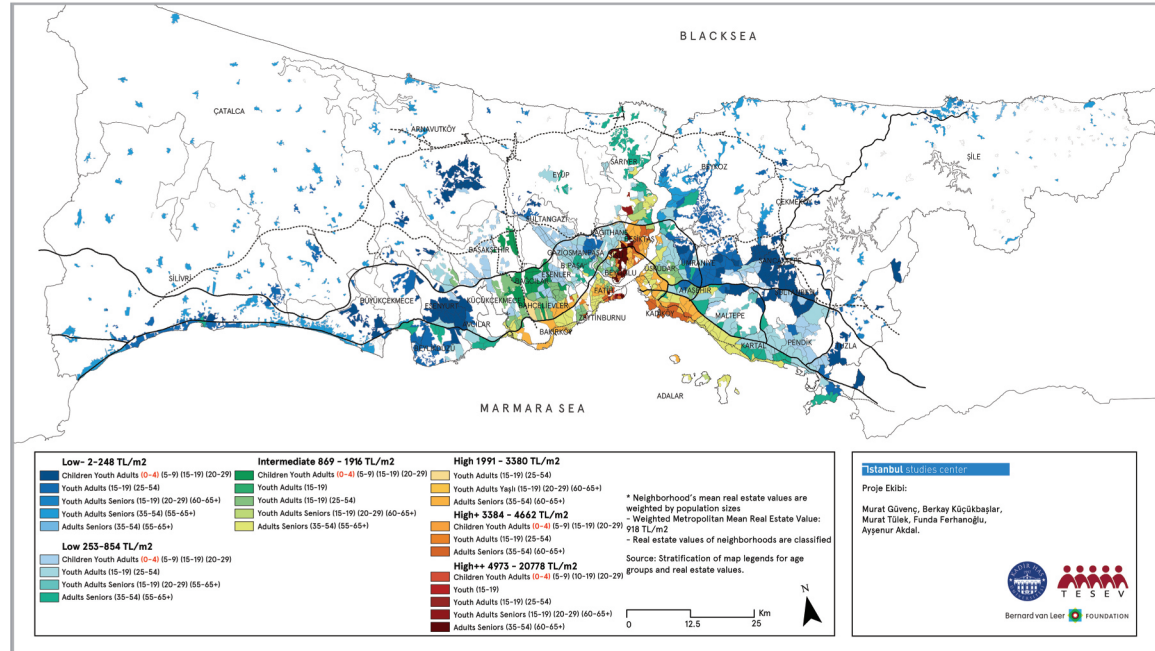 BLACKSEA
ÇATALCA
ARNAVUTKÖY
SARIYER
ŞİLE
EYÜP
BEYKOZ
ÇEKMEKÖY
SULTANGAZİ
KAĞITHANE
BEŞİKTAŞ
BAŞAKŞEHİR
GAZİOSMANPAŞA
B.PAŞA
ESENLER
BEYOĞLU
ÜSKÜDAR
ÜMRANİYE
SİLİVRİ
BAĞCILAR
FATİH
ATAŞEHİR
BÜYÜKÇEKMECE
ESENYURT
KÜÇÜKÇEKMECE
BAHÇELİEVLER
ZEYTİNBURNU
KADIKÖY
MALTEPE
AVCILAR
BAKIRKÖY
KARTAL
PENDİK
TUZLA
BEYLİKDÜZÜ
ADALAR
MARMARA SEA
Low- 2-248 TL/m2
Children Youth Adults (0-4) (5-9) (15-19) (20-29)
Youth Adults (15-19) (25-54)
Youth Adults Seniors (15-19) (20-29) (60-65+)
Youth Adults Seniors (35-54) (55-65+)
Adults Seniors (35-54) (55-65+)
Low 253-854 TL/m2
Children Youth Adults (0-4) (5-9) (15-19) (20-29)
Youth Adults (15-19) (25-54)
Youth Adults Seniors (15-19) (20-29) (55-65+)
Adults Seniors (35-54) (55-65+)
Intermediate 869 - 1916 TL/m2
Children Youth Adults (0-4) (5-9) (15-19) (20-29)
Youth Adults (15-19)
Youth Adults (15-19) (25-54)
Youth Adults Seniors (15-19) (20-29) (60-65+)
Adults Seniors (35-54) (55-65+)
High 1991 - 3380 TL/m2
Youth Adults (15-19) (25-54)
Youth Adults Yaşlı (15-19) (20-29) (60-65+)
Adults Seniors (35-54) (60-65+)
High+ 3384 - 4662 TL/m2
Children Youth Adults (0-4) (5-9) (15-19) (20-29)
Youth Adults (15-19) (25-54)
Adults Seniors (35-54) (60-65+)
High++ 4973 - 20778 TL/m2
Children Youth Adults (0-4) (5-9) (10-19) (20-29)
Youth (15-19)
Youth Adults (15-19) (25-54)
Youth Adults Seniors (15-19) (20-29) (60-65+)
Adults Seniors (35-54) (60-65+)
* Neighborhood's mean real estate values are
weighted by population sizes
- Weighted Metropolitan Mean Real Estate Value:
918 TL/m2
- Real estate values of neighborhoods are classified
Source: Stratification of map legends for age
groups and real estate values.
N
Km
0 12.5 25
istanbul studies center
Proje Ekibi:
Murat Güvenç, Berkay Küçükbaşlar,
Murat Tülek, Funda Ferhanoğlu,
Ayşenur Akdal.
KADİR HAS
TESEV
Bernard van Leer FOUNDATION